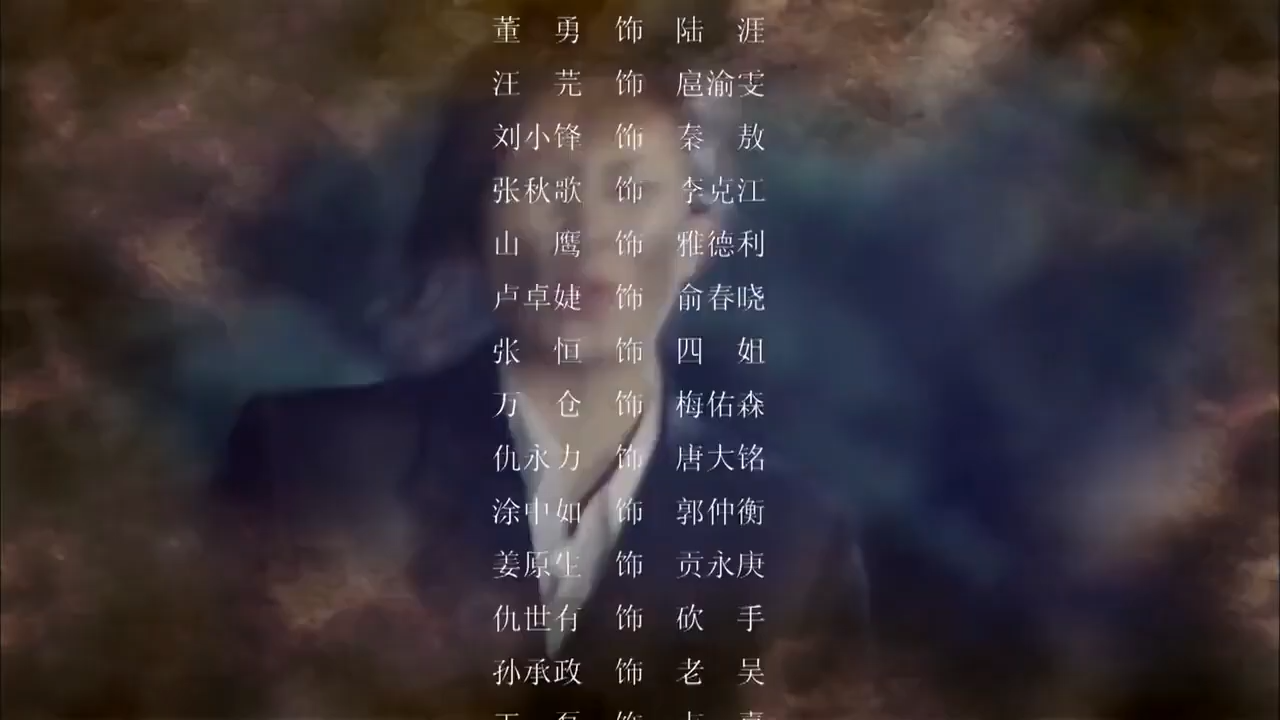 董 勇 饰 陆 涯
汪 芫 饰 扈渝雯
刘小锋 饰 秦 敖
张秋歌 饰 李克江
山 鹰 饰 雅德利
卢卓婕 饰 俞春晓
张 恒 饰 四 姐
万 仓 饰 梅佑森
仇永力 饰 唐大铭
涂中如 饰 郭仲衡
姜原生 饰 贡永庚
仇世有 饰 砍 手
孙承政 饰 老 吴